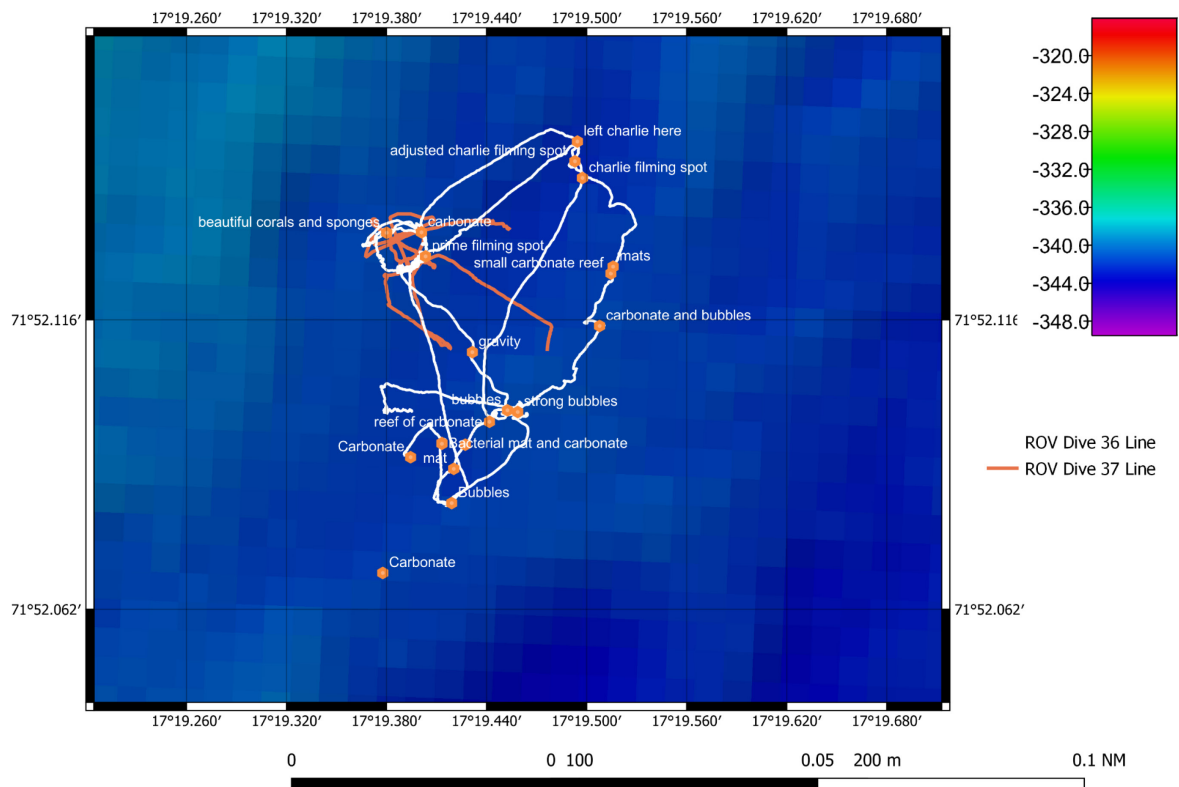 17°19.260′ 17°19.320′ 17°19.380′ 17°19.440′ 17°19.500′ 17°19.560′ 17°19.620′ 17°19.680′
-320.0
-324.0
-328.0
-332.0
-336.0
-340.0
-344.0
-348.0
left charlie here
adjusted charlie filming spot
charlie filming spot
beautiful corals and sponges
carbonate
prime filming spot
small carbonate reef
mats
71°52.116′
carbonate and bubbles
71°52.116
gravity
bubbles
strong bubbles
reef of carbonate
Carbonate
Bacterial mat and carbonate
mat
Bubbles
Carbonate
ROV Dive 36 Line
ROV Dive 37 Line
71°52.062′
71°52.062′
17°19.260′ 17°19.320′ 17°19.380′ 17°19.440′ 17°19.500′ 17°19.560′ 17°19.620′ 17°19.680′
0 0 100 0.05 200 m 0.1 NM